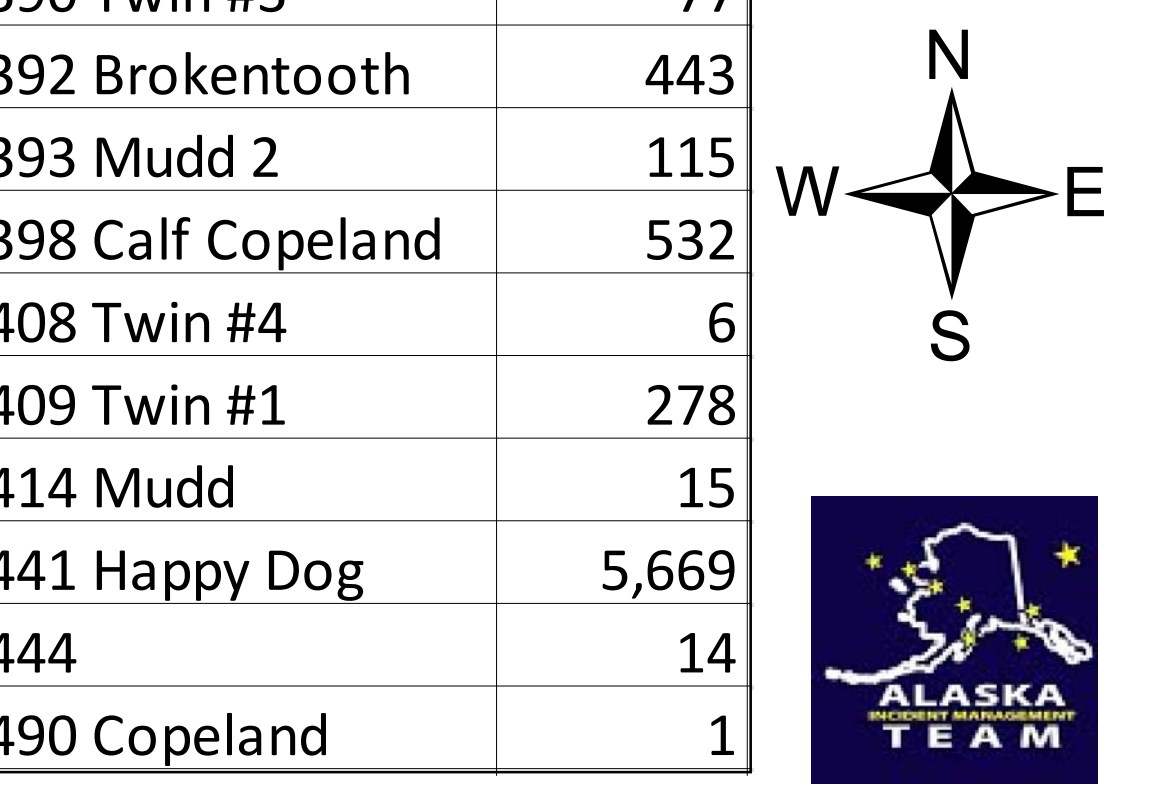 392 Brokentooth 443
393 Mudd 2 115
398 Calf Copeland 532
408 Twin #4 6
409 Twin #1 278
414 Mudd 15
441 Happy Dog 5,669
444 14
490 Copeland 1
N
W E
S
ALASKA
INCIDENT MANAGEMENT
TEAM